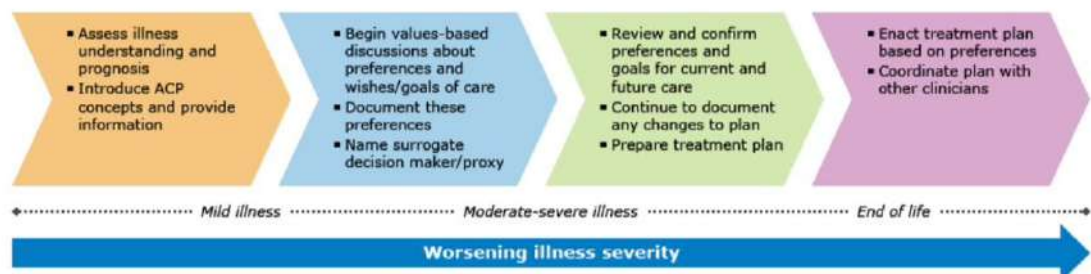 ▪ Assess illness
understanding and
prognosis
▪ Introduce ACP
concepts and provide
information
▪ Begin values-based
discussions about
preferences and
wishes/goals of care
▪ Document these
preferences
▪ Name surrogate
decision maker/proxy
▪ Review and confirm
preferences and
goals for current and
future care
▪ Continue to document
any changes to plan
▪ Prepare treatment plan
▪ Enact treatment plan
based on preferences
▪ Coordinate plan with
other clinicians
Mild illness
Moderate-severe illness
End of life
Worsening illness severity